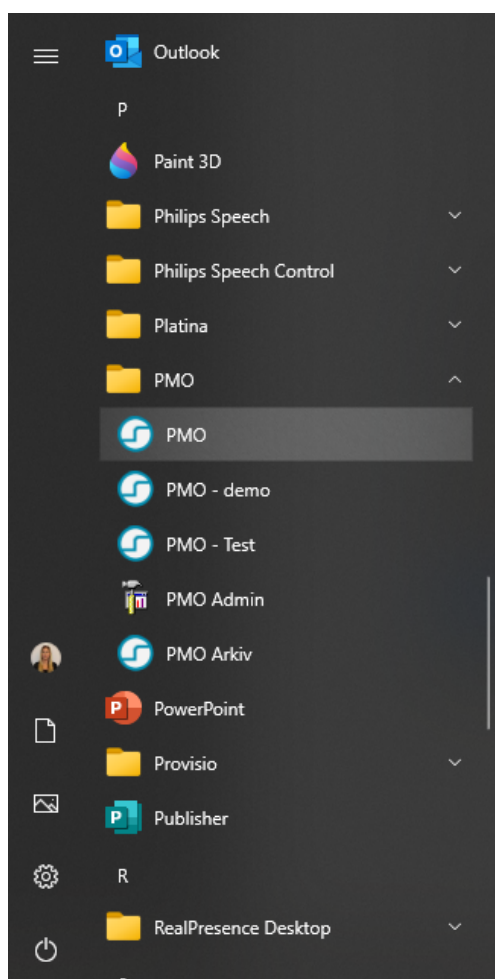 Outlook
P
Paint 3D
Philips Speech
Philips Speech Control
Platina
PMO
PMO
PMO - demo
PMO - Test
PMO Admin
PMO Arkiv
PowerPoint
Provisio
Publisher
R
RealPresence Desktop